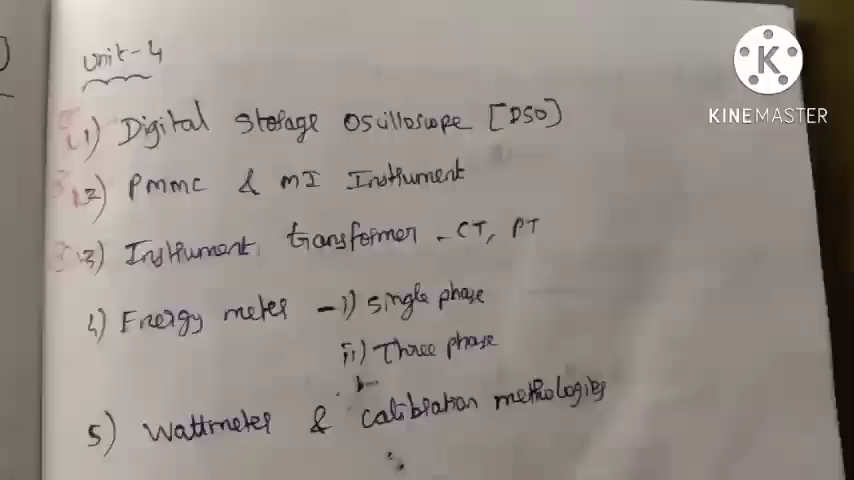 Unit-4
1) Digital storage oscilloscope [DSO]
2) PMMC & MI Instrument
3) Instrument transformer - CT, PT
4) Energy meter - i) Single phase
ii) Three phase
5) Wattmeter & calibration methologies
K
KINEMASTER